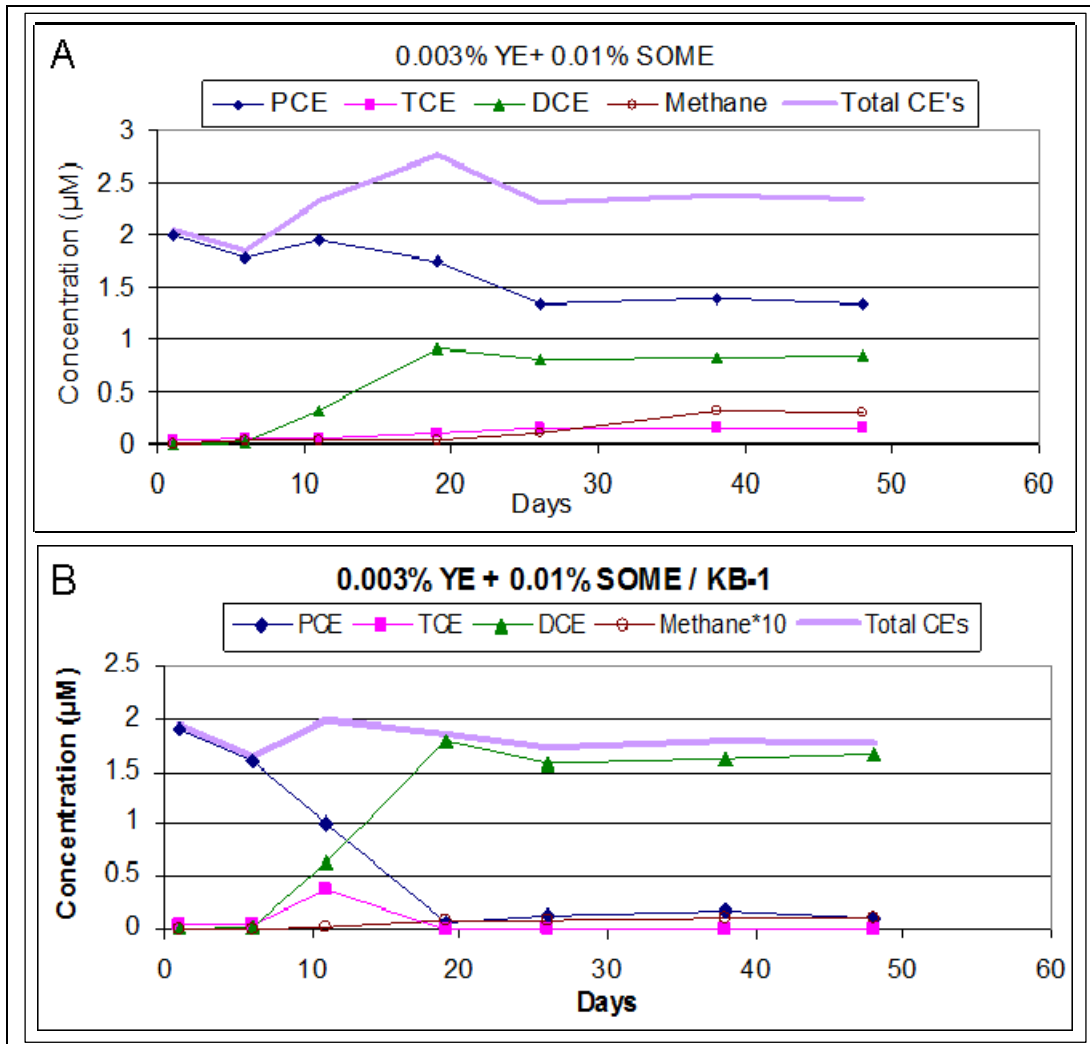 A
0.003% YE+ 0.01% SOME
PCE TCE DCE Methane Total CE's
Concentration (µM)
3
2.5
2
1.5
1
0.5
0
0 10 20 30 40 50 60
Days
B
0.003% YE + 0.01% SOME / KB-1
PCE TCE DCE Methane*10 Total CE's
Concentration (µM)
2.5
2
1.5
1
0.5
0
0 10 20 30 40 50 60
Days